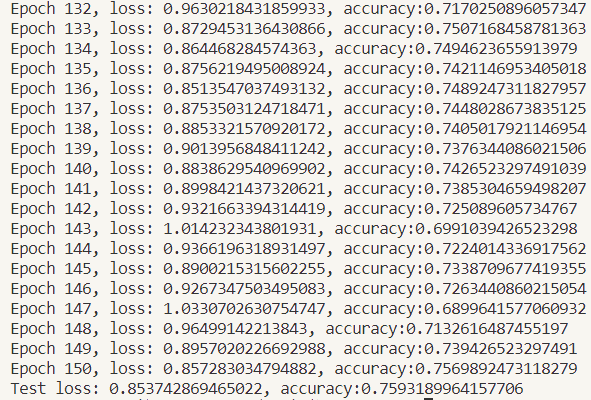 Epoch 132, loss: 0.9630218431859933, accuracy:0.7170250896057347
Epoch 133, loss: 0.8729453136430866, accuracy:0.7507168458781363
Epoch 134, loss: 0.864468284574363, accuracy:0.7494623655913979
Epoch 135, loss: 0.8756219495008924, accuracy:0.7421146953405018
Epoch 136, loss: 0.8513547037493132, accuracy:0.7489247311827957
Epoch 137, loss: 0.8753503124718471, accuracy:0.7448028673835125
Epoch 138, loss: 0.8853321570920172, accuracy:0.7405017921146954
Epoch 139, loss: 0.9013956848411242, accuracy:0.7376344086021506
Epoch 140, loss: 0.8838629540969902, accuracy:0.7426523297491039
Epoch 141, loss: 0.8998421437320621, accuracy:0.7385304659498207
Epoch 142, loss: 0.9321663394314419, accuracy:0.725089605734767
Epoch 143, loss: 1.014232343801931, accuracy:0.6991039426523298
Epoch 144, loss: 0.9366196318931497, accuracy:0.7224014336917562
Epoch 145, loss: 0.8900215315602255, accuracy:0.7338709677419355
Epoch 146, loss: 0.9267347503495083, accuracy:0.7263440860215054
Epoch 147, loss: 1.0330702630754747, accuracy:0.6899641577060932
Epoch 148, loss: 0.96499142213843, accuracy:0.7132616487455197
Epoch 149, loss: 0.8957020226692988, accuracy:0.739426523297491
Epoch 150, loss: 0.857283034794882, accuracy:0.7569892473118279
Test loss: 0.853742869465022, accuracy:0.7593189964157706